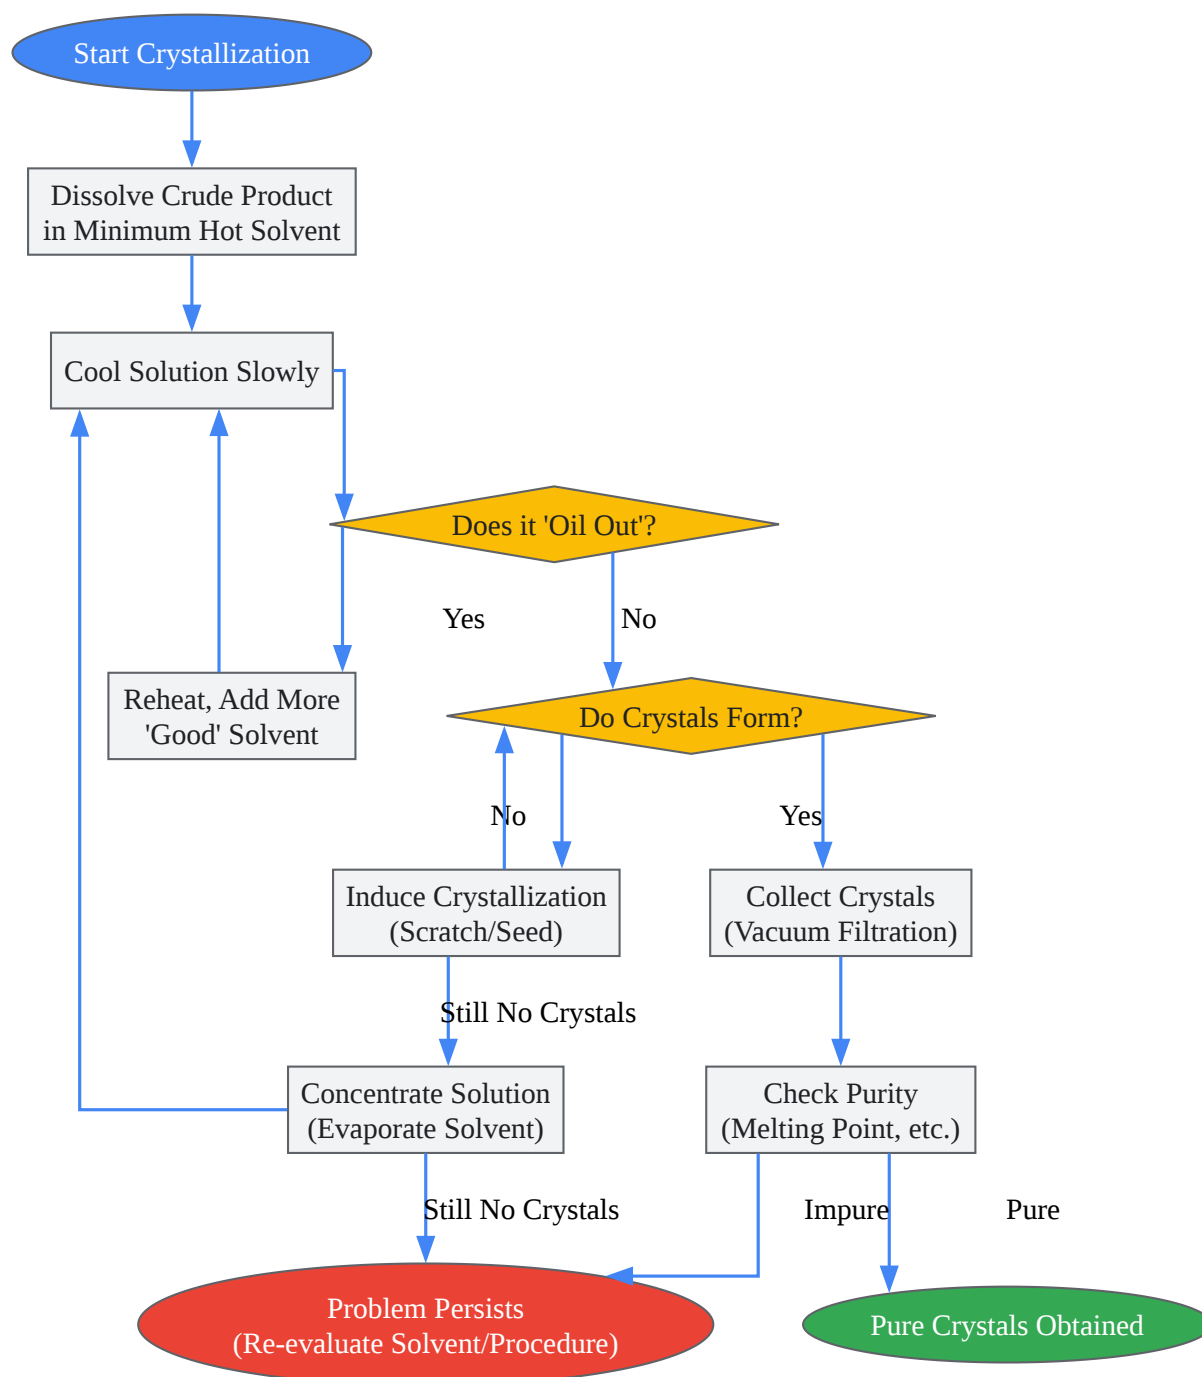 Start Crystallization
Dissolve Crude Product
in Minimum Hot Solvent
Cool Solution Slowly
Does it 'Oil Out'?
Yes
No
Reheat, Add More
'Good' Solvent
Do Crystals Form?
No
Yes
Induce Crystallization
(Scratch/Seed)
Collect Crystals
(Vacuum Filtration)
Still No Crystals
Concentrate Solution
(Evaporate Solvent)
Check Purity
(Melting Point, etc.)
Still No Crystals
Impure
Pure
Problem Persists
(Re-evaluate Solvent/Procedure)
Pure Crystals Obtained